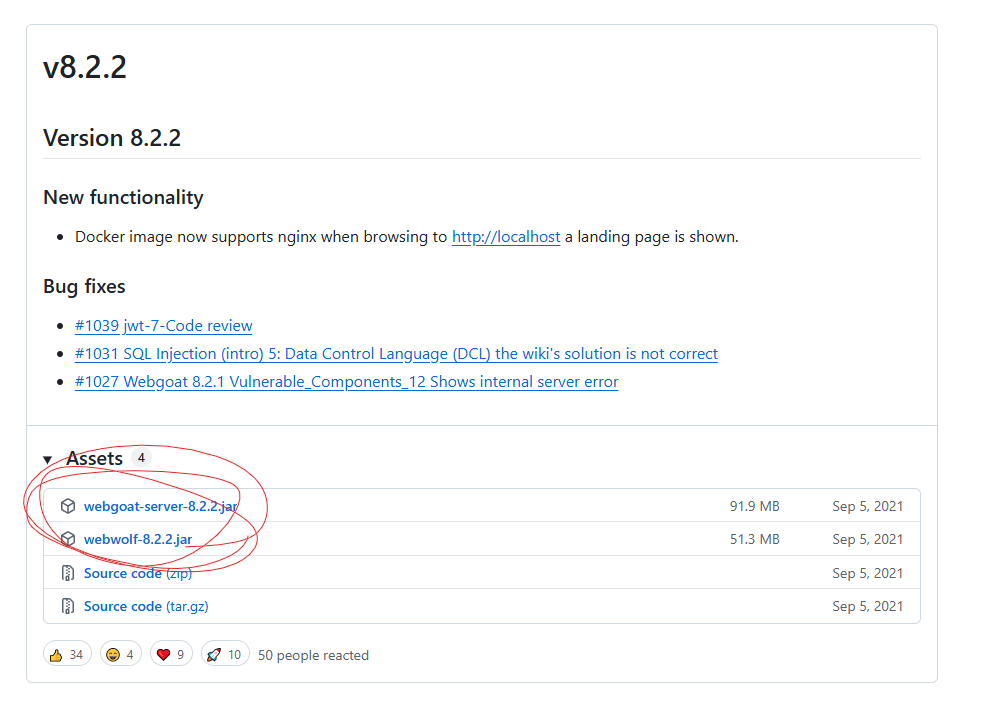 v8.2.2
Version 8.2.2
New functionality
Docker image now supports nginx when browsing to http://localhost a landing page is shown.
Bug fixes
#1039 jwt-7-Code review
#1031 SQL Injection (intro) 5: Data Control Language (DCL) the wiki's solution is not correct
#1027 Webgoat 8.2.1 Vulnerable_Components_12 Shows internal server error
Assets 4
webgoat-server-8.2.2.jar 91.9 MB Sep 5, 2021
webwolf-8.2.2.jar 51.3 MB Sep 5, 2021
Source code (zip) Sep 5, 2021
Source code (tar.gz) Sep 5, 2021
34 4 9 10 50 people reacted